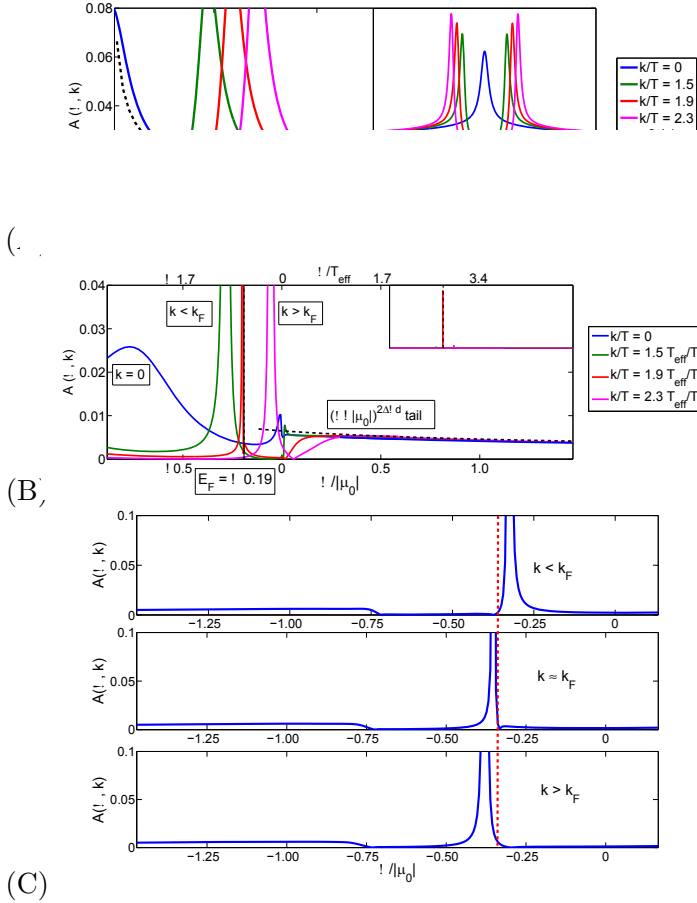 0.08
0.04
A (! , k)
k/T = 0
k/T = 1.5
k/T = 1.9
k/T = 2.3
(
! 1.7 0 ! /T_eff 1.7 3.4
0.04
0.03
0.02
0.01
0
A (! , k)
k < k_F
k > k_F
k = 0
(! ! |μ_0|)^{2Δ! d} tail
E_F = ! 0.19
k/T = 0
k/T = 1.5 T_eff/T
k/T = 1.9 T_eff/T
k/T = 2.3 T_eff/T
! 0.5 0 0.5 1.0
! /|μ_0|
(B)
0.1
0.05
0
A(! , k)
k < k_F
−1.25 −1.00 −0.75 −0.50 −0.25 0
0.1
0.05
0
A(! , k)
k ≈ k_F
−1.25 −1.00 −0.75 −0.50 −0.25 0
0.1
0.05
0
A(! , k)
k > k_F
−1.25 −1.00 −0.75 −0.50 −0.25 0
! /|μ_0|
(C)